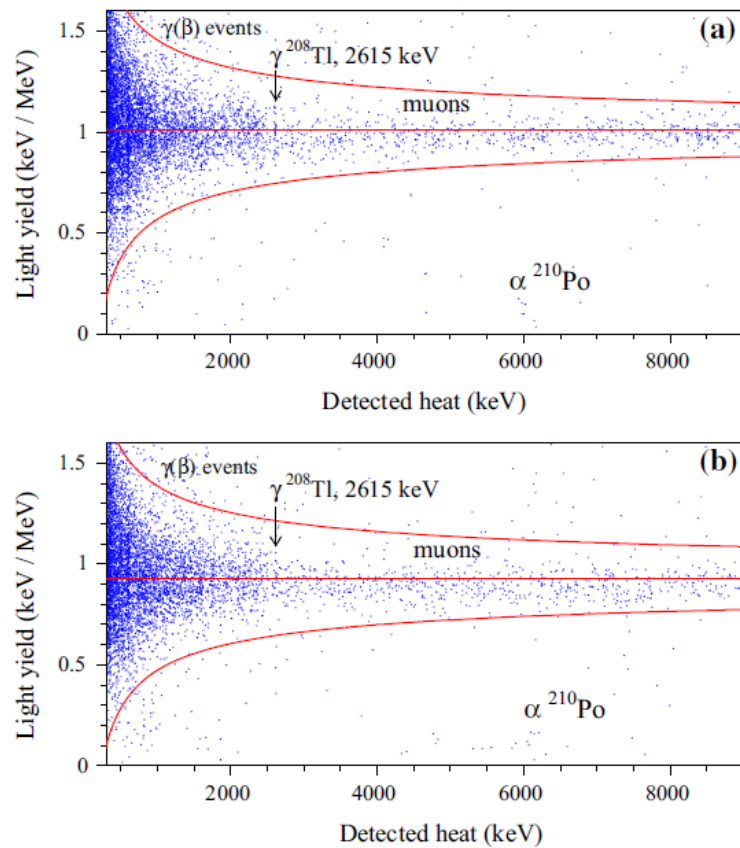 (a)
γ(β) events
γ ²⁰⁸Tl, 2615 keV
muons
α ²¹⁰Po
Light yield (keV / MeV)
1.5
1
0.5
0
2000 4000 6000 8000
Detected heat (keV)
(b)
γ(β) events
γ ²⁰⁸Tl, 2615 keV
muons
α ²¹⁰Po
Light yield (keV / MeV)
1.5
1
0.5
0
2000 4000 6000 8000
Detected heat (keV)